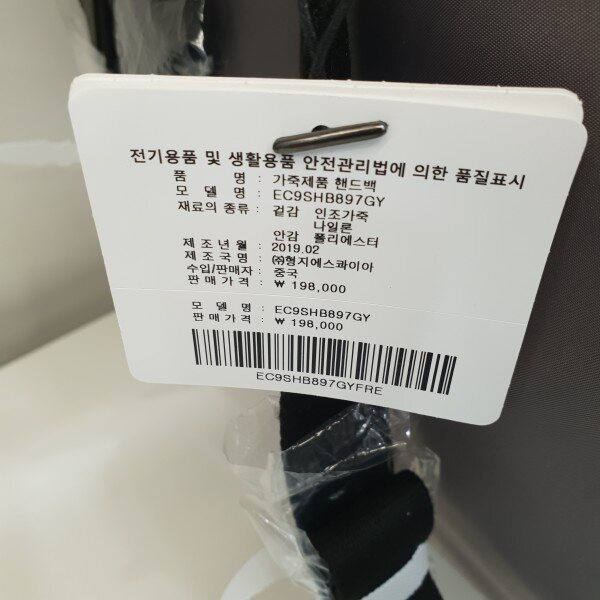 전기용품 및 생활용품 안전관리법에 의한 품질표시
품 명 : 가죽제품 핸드백
모 델 명 : EC9SHB897GY
재료의 종류 : 겉감 인조가죽
나일론
안감 폴리에스터
제 조 년 월 : 2019.02
제 조 국 명 : ㈜형지에스콰이아
수입/판매자 : 중국
판 매 가 격 : ₩ 198,000
모 델 명 : EC9SHB897GY
판 매 가 격 : ₩ 198,000
EC9SHB897GYFRE